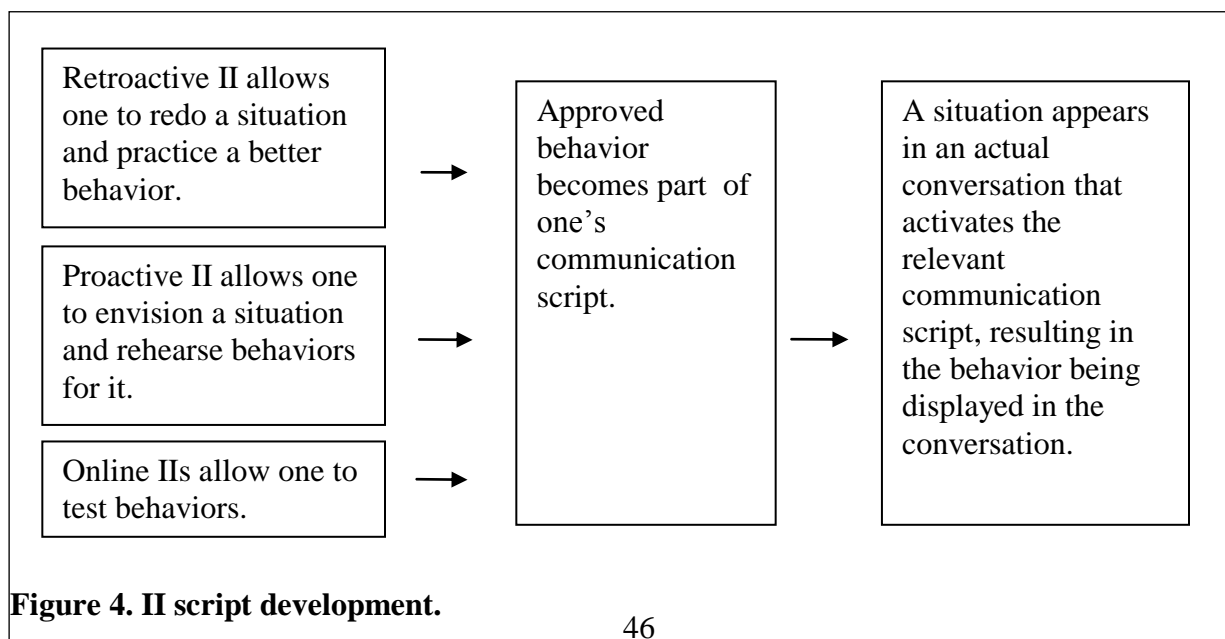 Retroactive II allows
one to redo a situation
and practice a better
behavior.
Proactive II allows one
to envision a situation
and rehearse behaviors
for it.
Online IIs allow one to
test behaviors.
Approved
behavior
becomes part of
one’s
communication
script.
A situation appears
in an actual
conversation that
activates the
relevant
communication
script, resulting in
the behavior being
displayed in the
conversation.
Figure 4. II script development.
46